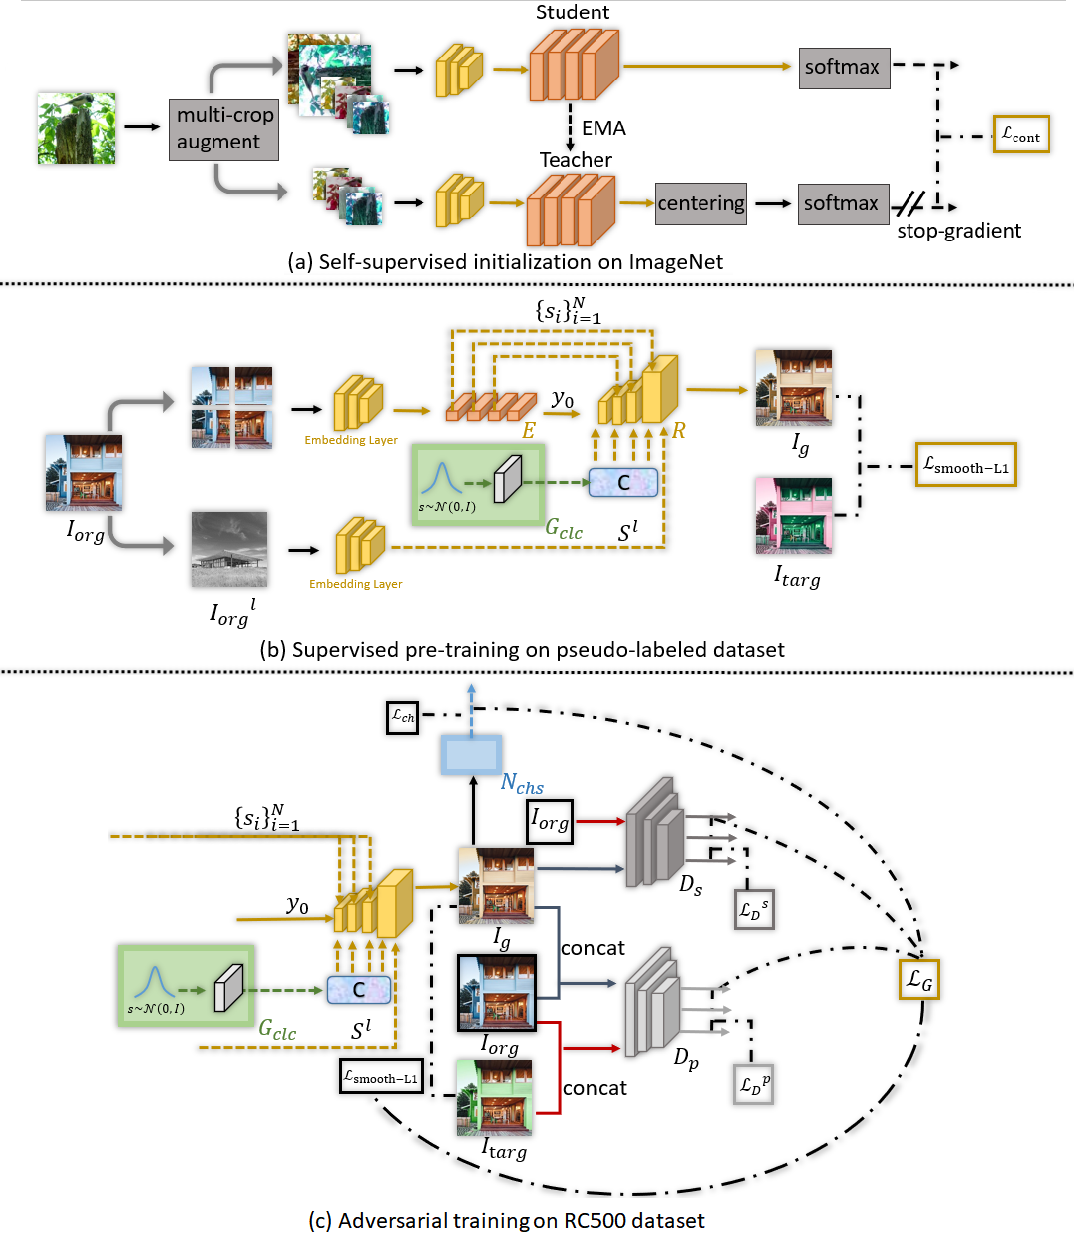 Student
multi-crop
augment
softmax
EMA
Teacher
$\mathcal{L}_{\text{cont}}$
centering
softmax
stop-gradient
(a) Self-supervised initialization on ImageNet
$\{s_i\}_{i=1}^{N}$
$y_0$
Embedding Layer
$E$
$R$
$I_g$
$\mathcal{L}_{\text{smooth-L1}}$
$s \sim \mathcal{N}(0, I)$
C
$G_{clc}$
$S^l$
$I_{org}$
$I_{targ}$
Embedding Layer
${I_{org}}^l$
(b) Supervised pre-training on pseudo-labeled dataset
$\mathcal{L}_{ch}$
$N_{chs}$
$I_{org}$
$\{s_i\}_{i=1}^{N}$
$D_s$
$y_0$
${\mathcal{L}_D}^s$
$I_g$
concat
$\mathcal{L}_G$
$s \sim \mathcal{N}(0, I)$
C
$G_{clc}$
$S^l$
$I_{org}$
$D_p$
$\mathcal{L}_{\text{smooth-L1}}$
concat
${\mathcal{L}_D}^p$
$I_{targ}$
(c) Adversarial training on RC500 dataset